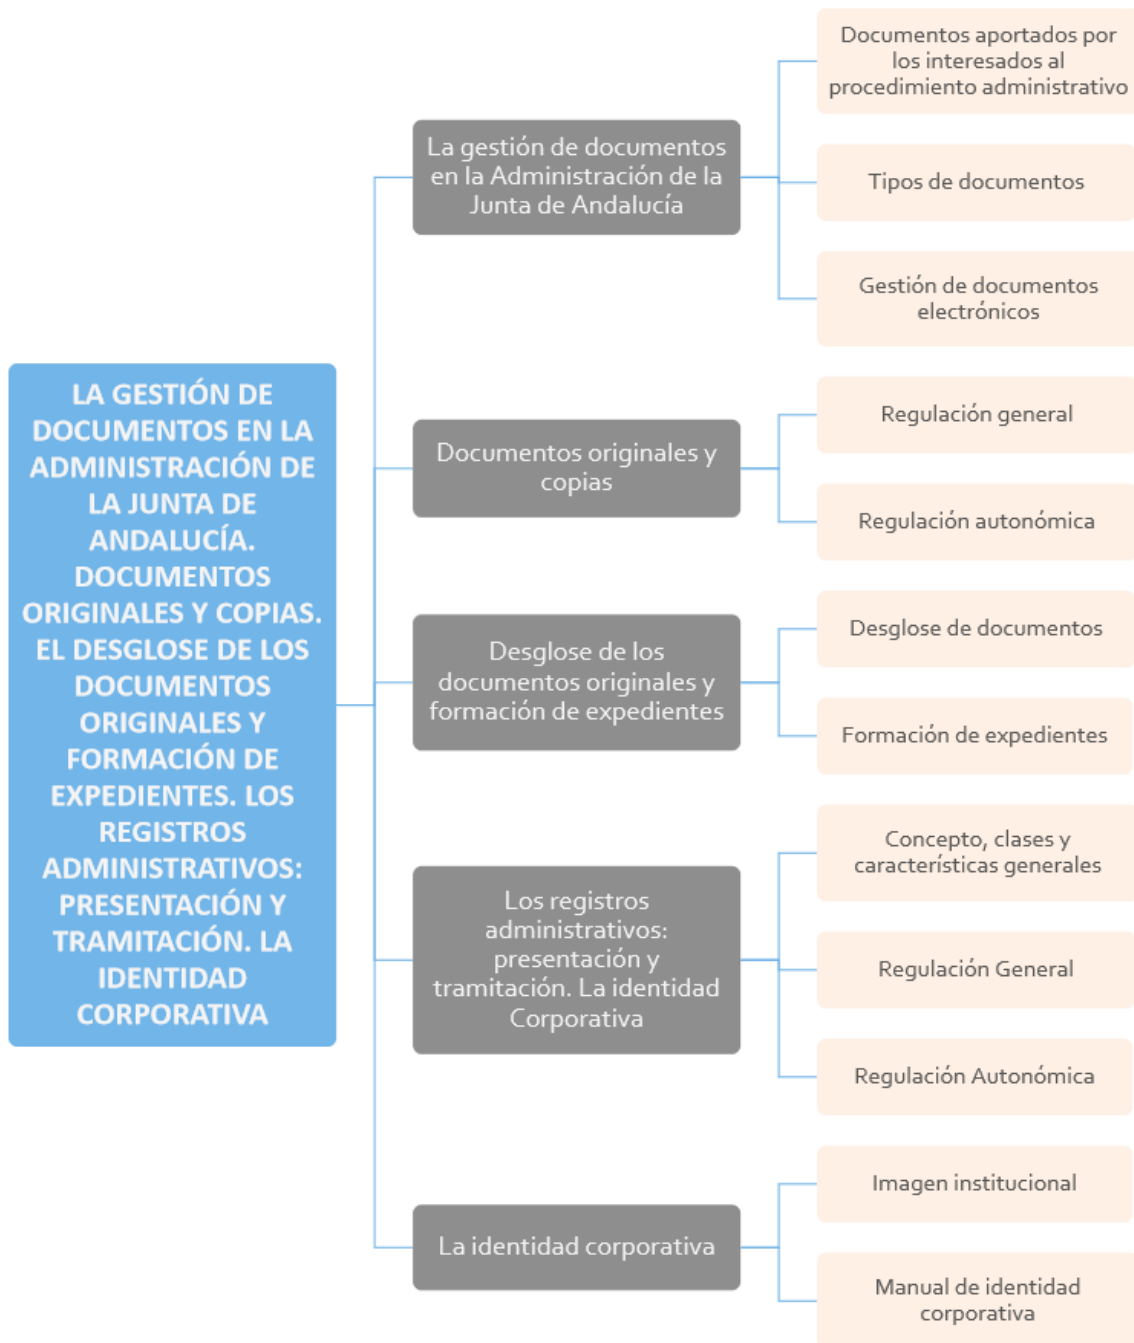 LA GESTIÓN DE
DOCUMENTOS EN LA
ADMINISTRACIÓN DE
LA JUNTA DE
ANDALUCÍA.
DOCUMENTOS
ORIGINALES Y COPIAS.
EL DESGLOSE DE LOS
DOCUMENTOS
ORIGINALES Y
FORMACIÓN DE
EXPEDIENTES. LOS
REGISTROS
ADMINISTRATIVOS:
PRESENTACIÓN Y
TRAMITACIÓN. LA
IDENTIDAD
CORPORATIVA
La gestión de documentos
en la Administración de la
Junta de Andalucía
Documentos aportados por
los interesados al
procedimiento administrativo
Tipos de documentos
Gestión de documentos
electrónicos
Documentos originales y
copias
Regulación general
Regulación autonómica
Desglose de los
documentos originales y
formación de expedientes
Desglose de documentos
Formación de expedientes
Los registros
administrativos:
presentación y
tramitación. La identidad
Corporativa
Concepto, clases y
característícas generales
Regulación General
Regulación Autonómica
La identidad corporativa
Imagen institucional
Manual de identidad
corporativa